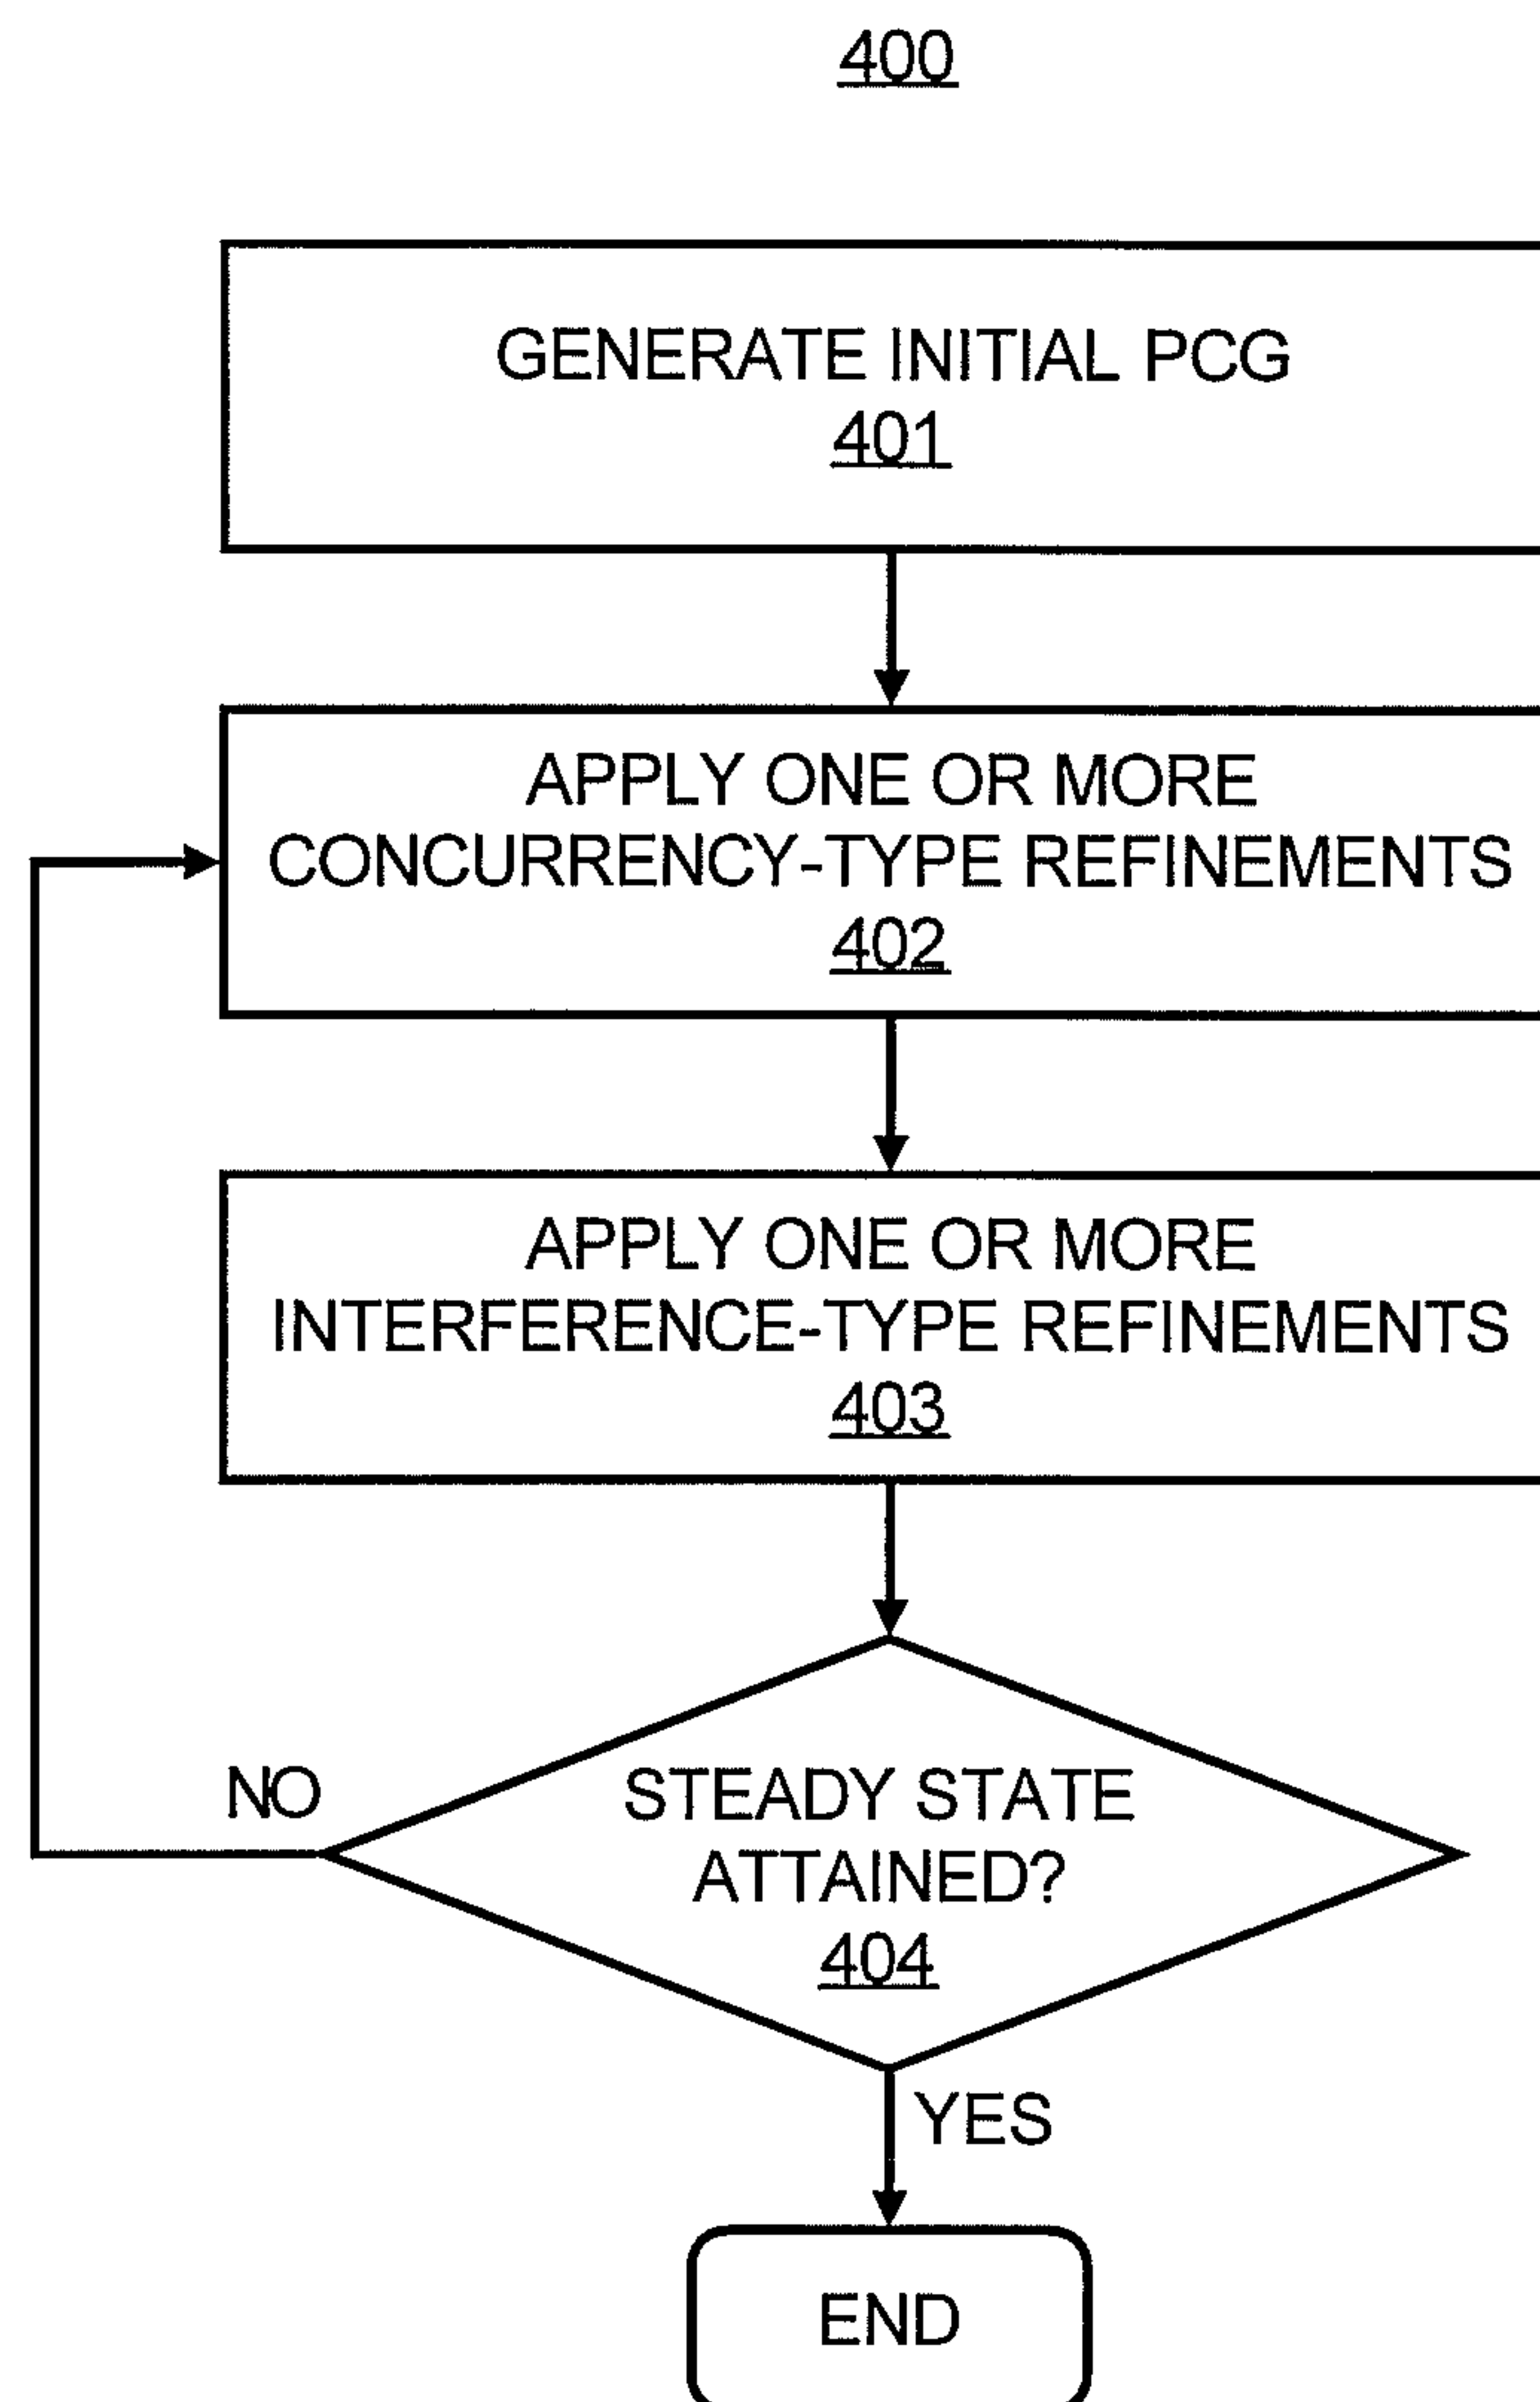 400
GENERATE INITIAL PCG
401
APPLY ONE OR MORE
CONCURRENCY-TYPE REFINEMENTS
402
APPLY ONE OR MORE
INTERFERENCE-TYPE REFINEMENTS
403
STEADY STATE
ATTAINED?
404
NO
YES
END